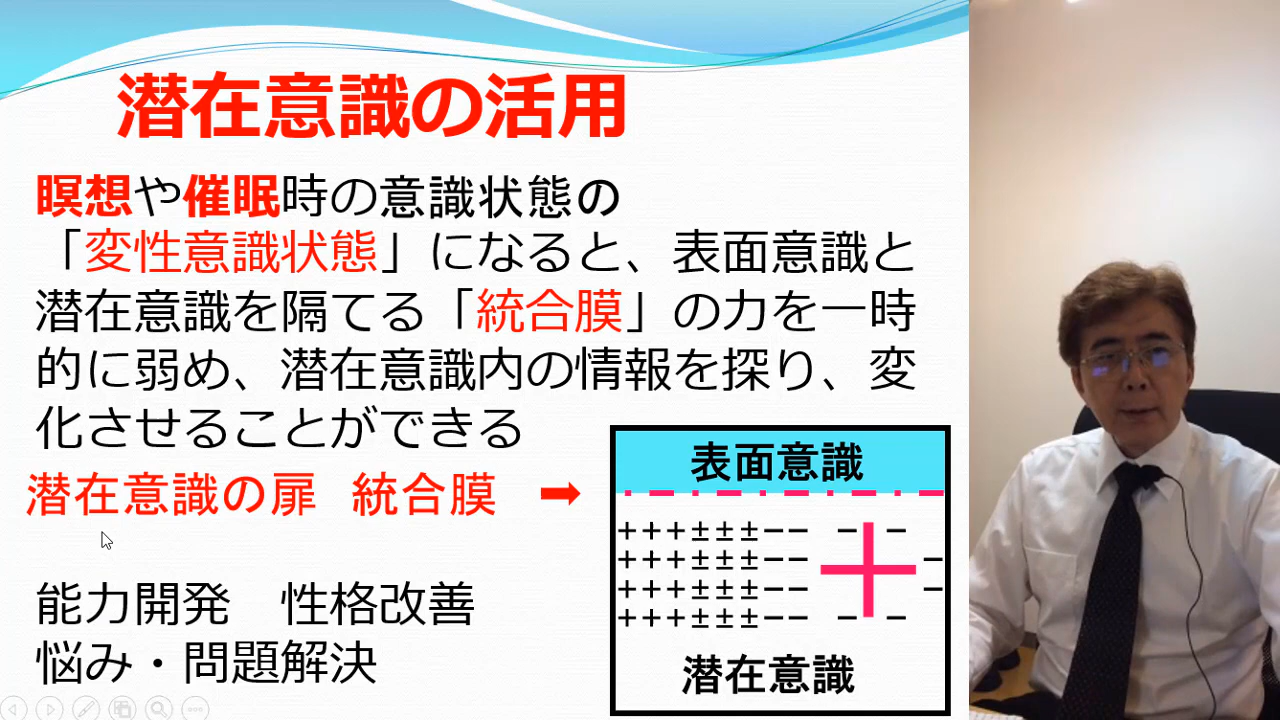 潜在意識の活用
瞑想や催眠時の意識状態の
「変性意識状態」になると、表面意識と
潜在意識を隔てる「統合膜」の力を一時
的に弱め、潜在意識内の情報を探り、変
化させることができる
潜在意識の扉　統合膜　➡
能力開発　性格改善
悩み・問題解決
表面意識
+++±±±−− − −
+++±±±−− −
+++±±±−− −
+++±±±−− − −
潜在意識